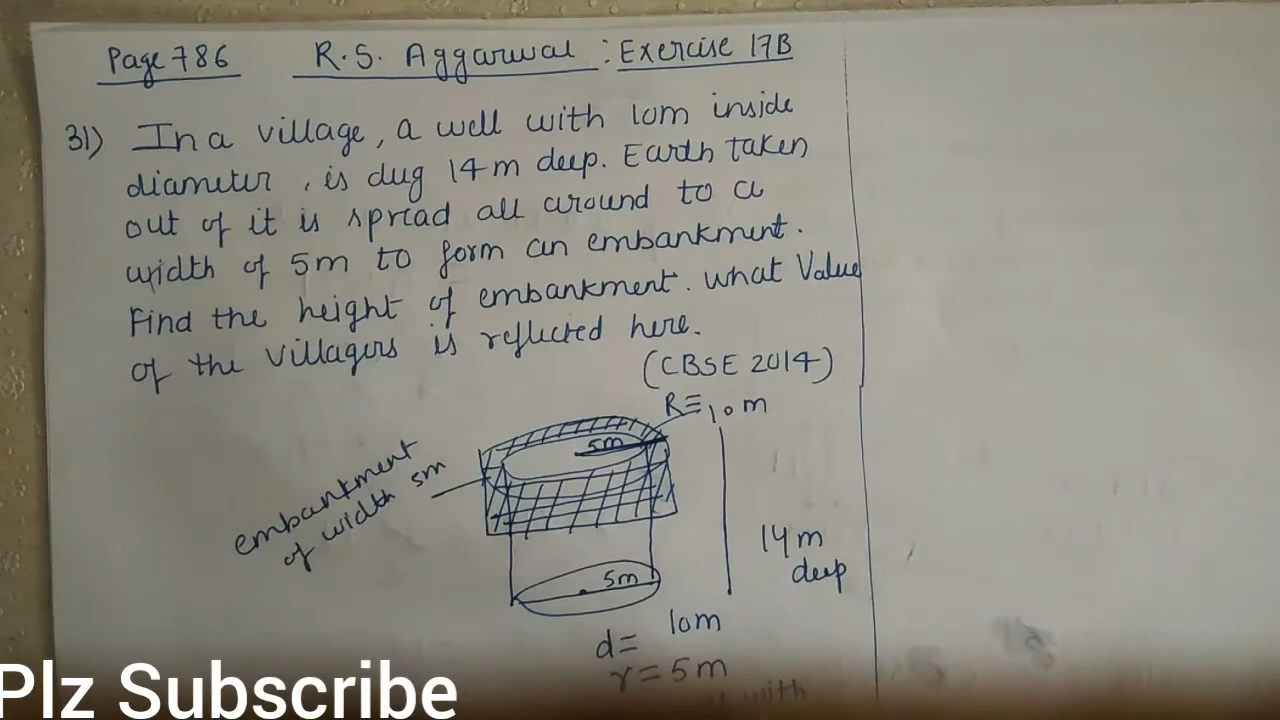 Page 786 R.S. Aggarwal : Exercise 17B
31) In a village, a well with 10m inside
diameter, is dug 14m deep. Earth taken
out of it is spread all around to a
width of 5m to form an embankment.
Find the height of embankment. what Value
of the villagers is reflected here.
(CBSE 2014)
R = 10m
5m
embankment
of width 5m
14m
deep
5m
d = 10m
r = 5m
with
Plz Subscribe